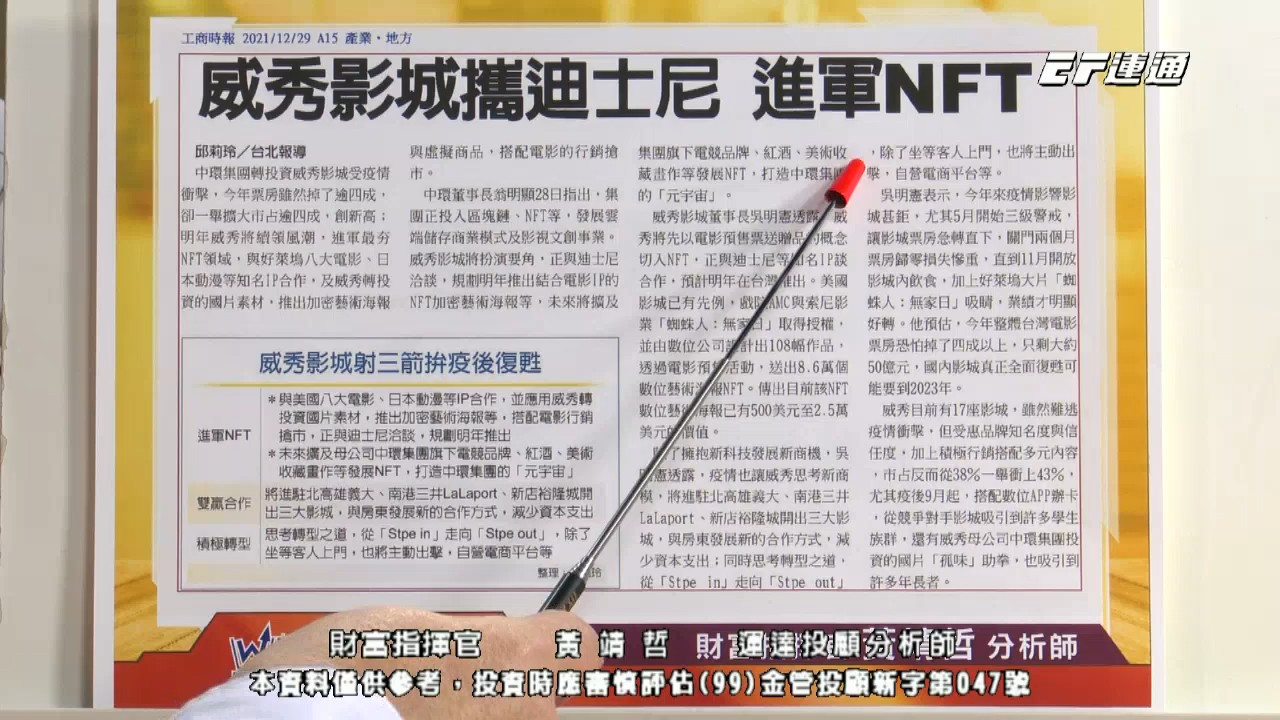 工商時報 2021/12/29 A15 產業・地方
威秀影城攜迪士尼 進軍NFT
ET運通
邱莉玲／台北報導
中環集團轉投資威秀影城受疫情
衝擊，今年票房雖然掉了逾四成，
卻一舉擴大市占逾四成，創新高；
明年威秀將續領風潮，進軍最夯
NFT領域，與好萊塢八大電影、日
本動漫等知名IP合作，及威秀轉投
資的國片素材，推出加密藝術海報
與虛擬商品，搭配電影的行銷搶
市。
中環董事長翁明顯28日指出，集
團正投入區塊鏈、NFT等，發展雲
端儲存商業模式及影視文創事業。
威秀影城將扮演要角，正與迪士尼
洽談，規劃明年推出結合電影IP的
NFT加密藝術海報等，未來將擴及
集團旗下電競品牌、紅酒、美術收
藏畫作等發展NFT，打造中環集團
的「元宇宙」。
威秀影城董事長吳明憲透露，威
秀將先以電影預售票送贈品的概念
切入NFT，正與迪士尼等知名IP談
合作，預計明年在台灣推出。美國
影城已有先例，戲院AMC與索尼影
業「蜘蛛人：無家日」取得授權，
並由數位公司設計出108幅作品，
透過電影預售活動，送出8.6萬個
數位藝術海報NFT。傳出目前該NFT
數位藝術海報已有500美元至2.5萬
美元的價值。
除了擁抱新科技發展新商機，吳
明憲透露，疫情也讓威秀思考新商
模，將進駐北高雄義大、南港三井
LaLaport、新店裕隆城開出三大影
城，與房東發展新的合作方式，減
少資本支出；同時思考轉型之道，
從「Stpe in」走向「Stpe out」
，除了坐等客人上門，也將主動出
擊，自營電商平台等。
吳明憲表示，今年來疫情影響影
城甚鉅，尤其5月開始三級警戒，
讓影城票房急轉直下，關門兩個月
票房歸零損失慘重，直到11月開放
影城內飲食，加上好萊塢大片「蜘
蛛人：無家日」吸睛，業績才明顯
好轉。他預估，今年整體台灣電影
票房恐怕掉了四成以上，只剩大約
50億元，國內影城真正全面復甦可
能要到2023年。
威秀目前有17座影城，雖然難逃
疫情衝擊，但受惠品牌知名度與信
任度，加上積極行銷搭配多元內容
，市占反而從38%一舉衝上43%，
尤其疫後9月起，搭配數位APP辦卡
，從競爭對手影城吸引到許多學生
族群，還有威秀母公司中環集團投
資的國片「孤味」助拳，也吸引到
許多年長者。
威秀影城射三箭拚疫後復甦
進軍NFT
＊與美國八大電影、日本動漫等IP合作，並應用威秀轉
投資國片素材，推出加密藝術海報等，搭配電影行銷
搶市，正與迪士尼洽談，規劃明年推出
＊未來擴及母公司中環集團旗下電競品牌、紅酒、美術
收藏畫作等發展NFT，打造中環集團的「元宇宙」
雙贏合作
將進駐北高雄義大、南港三井LaLaport、新店裕隆城開
出三大影城，與房東發展新的合作方式，減少資本支出
積極轉型
思考轉型之道，從「Stpe in」走向「Stpe out」，除了
坐等客人上門，也將主動出擊，自營電商平台等
整理 玲
財富 分析師
財富指揮官 黃靖哲 運達投顧分析師
本資料僅供參考，投資時應審慎評估(99)金管投顧新字第047號